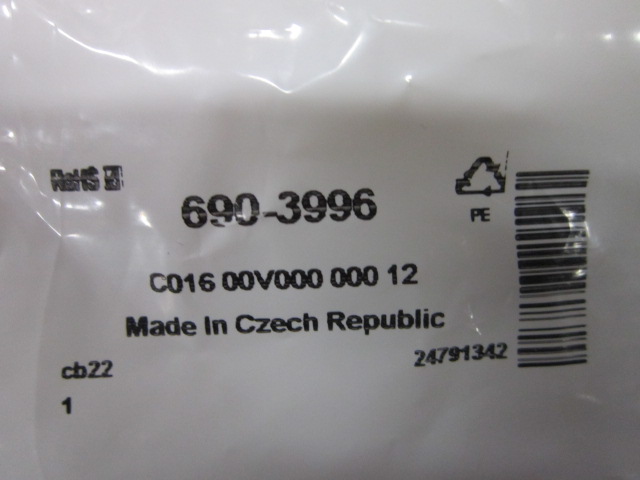 RoHS
690-3996
PE
C016 00V000 000 12
Made In Czech Republic
24791342
cb22
1